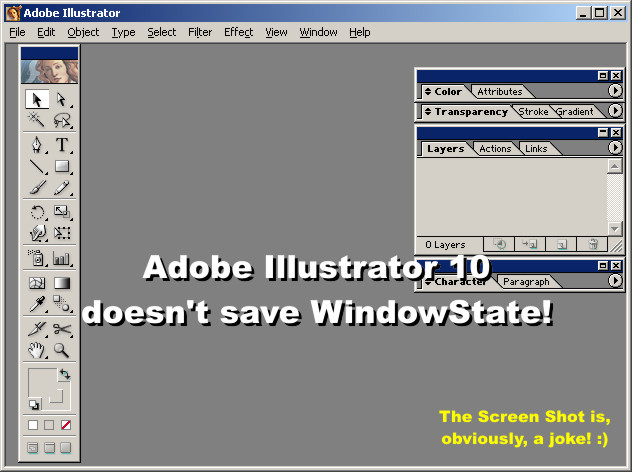 Adobe Illustrator
File Edit Object Type Select Filter Effect View Window Help
Color Attributes
Transparency Stroke Gradient
Layers Actions Links
0 Layers
Character Paragraph
T
Adobe Illustrator 10
doesn't save WindowState!
The Screen Shot is,
obviously, a joke! :)